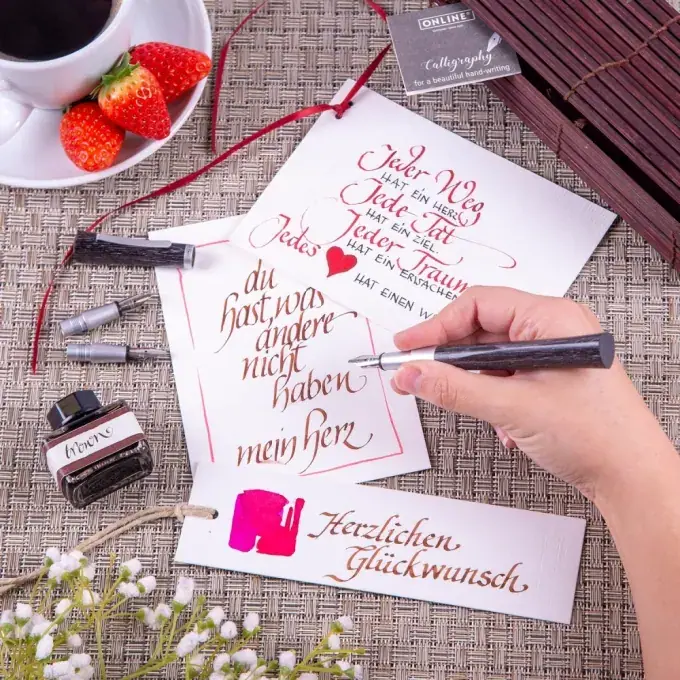 ONLINE
Calligraphy
for a beautiful hand-writing
Jeder Weg
HAT EIN HERZ.
Jede Tat
HAT EIN ZIEL.
Jeder Traum
HAT EIN ERWACHEN
Jedes
HAT EINEN W
du
hast was
andere
nicht
haben
mein herz
brown
Herzlichen
Glückwunsch